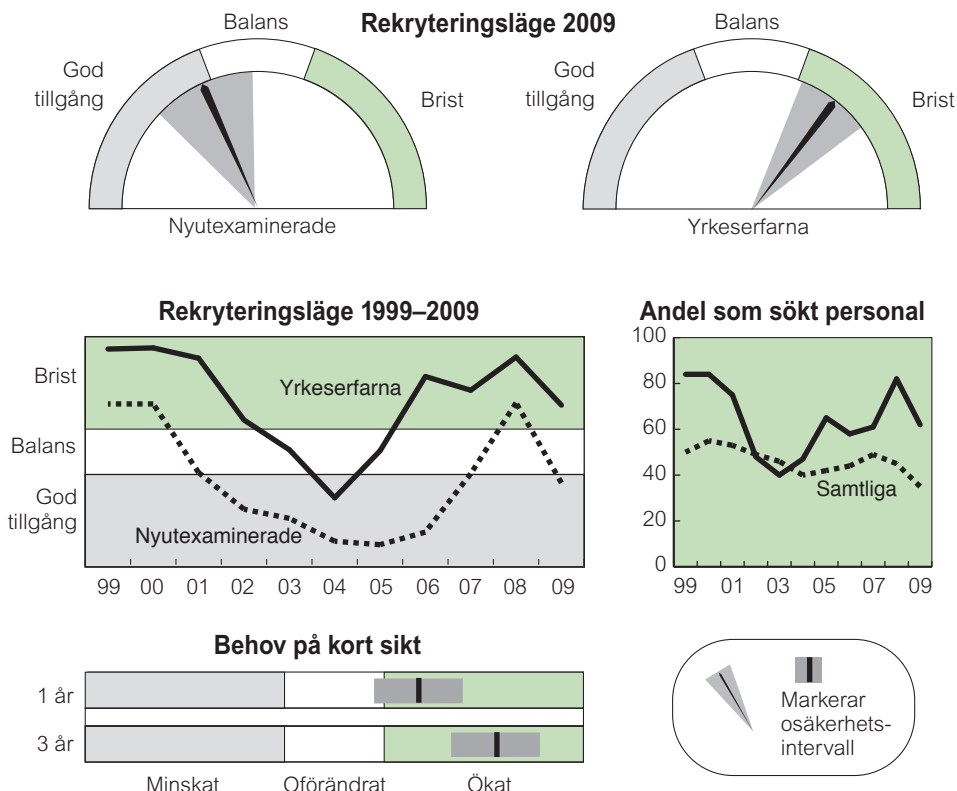 Rekryteringsläge 2009
Balans
God
tillgång
Brist
Nyutexaminerade
Balans
God
tillgång
Brist
Yrkeserfarna
Rekryteringsläge 1999–2009
Brist
Balans
God
tillgång
Yrkeserfarna
Nyutexaminerade
99 00 01 02 03 04 05 06 07 08 09
Andel som sökt personal
100
80
60
40
20
0
Samtliga
99 01 03 05 07 09
Behov på kort sikt
1 år
3 år
Minskat Oförändrat Ökat
Markerar
osäkerhets-
intervall